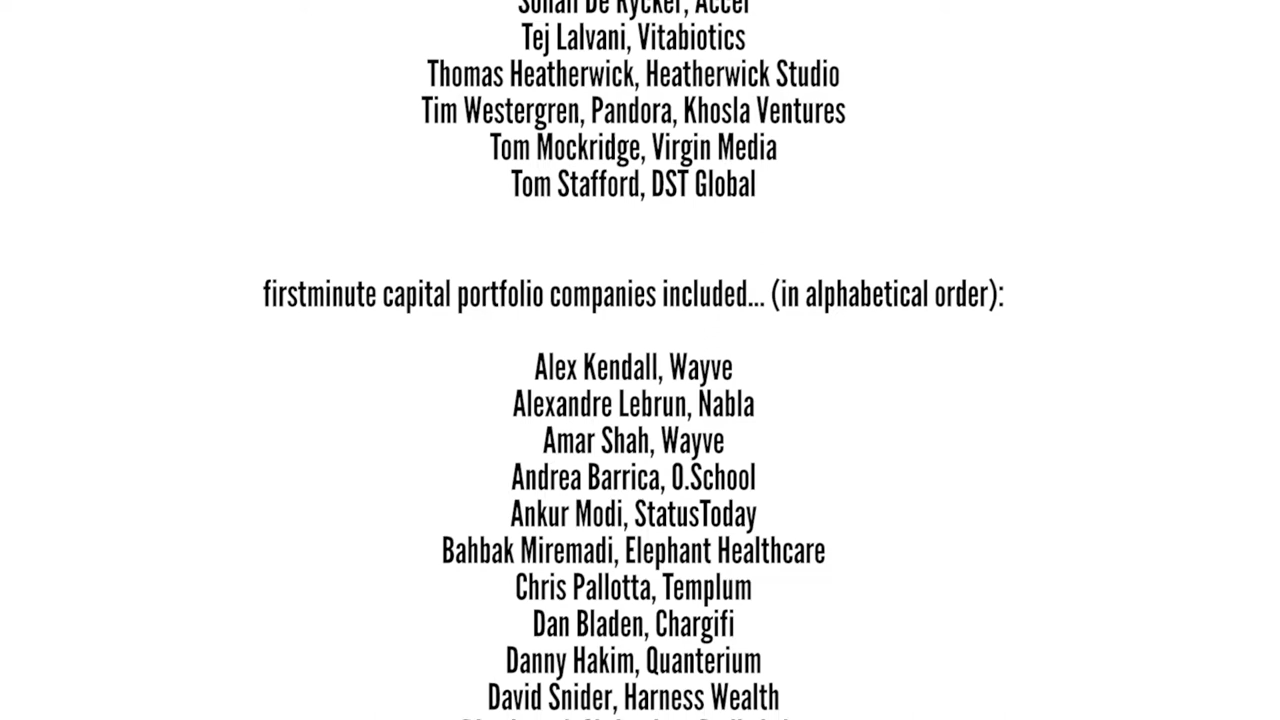 De Rycker, Accel
Tej Lalvani, Vitabiotics
Thomas Heatherwick, Heatherwick Studio
Tim Westergren, Pandora, Khosla Ventures
Tom Mockridge, Virgin Media
Tom Stafford, DST Global
firstminute capital portfolio companies included... (in alphabetical order):
Alex Kendall, Wayve
Alexandre Lebrun, Nabla
Amar Shah, Wayve
Andrea Barrica, O.School
Ankur Modi, StatusToday
Bahbak Miremadi, Elephant Healthcare
Chris Pallotta, Templum
Dan Bladen, Chargifi
Danny Hakim, Quanterium
David Snider, Harness Wealth